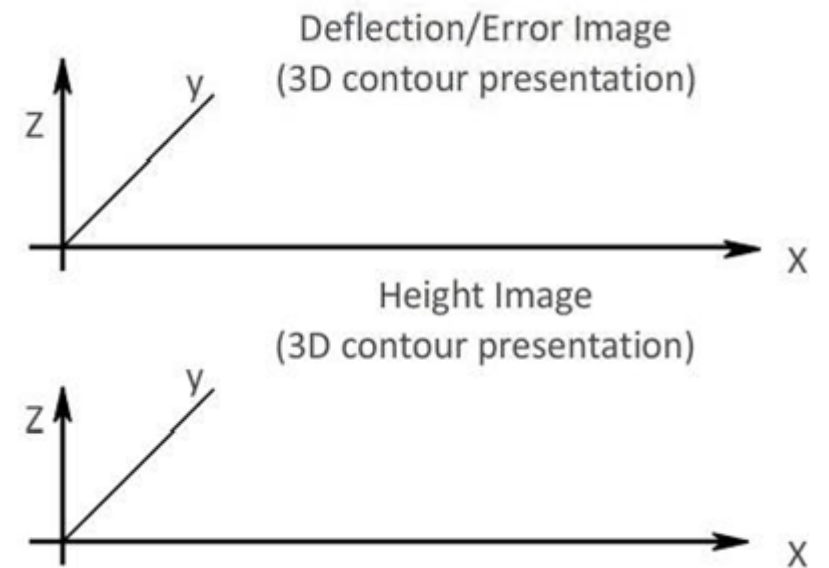 Deflection/Error Image
(3D contour presentation)
y
Z
X
Height Image
(3D contour presentation)
y
Z
X